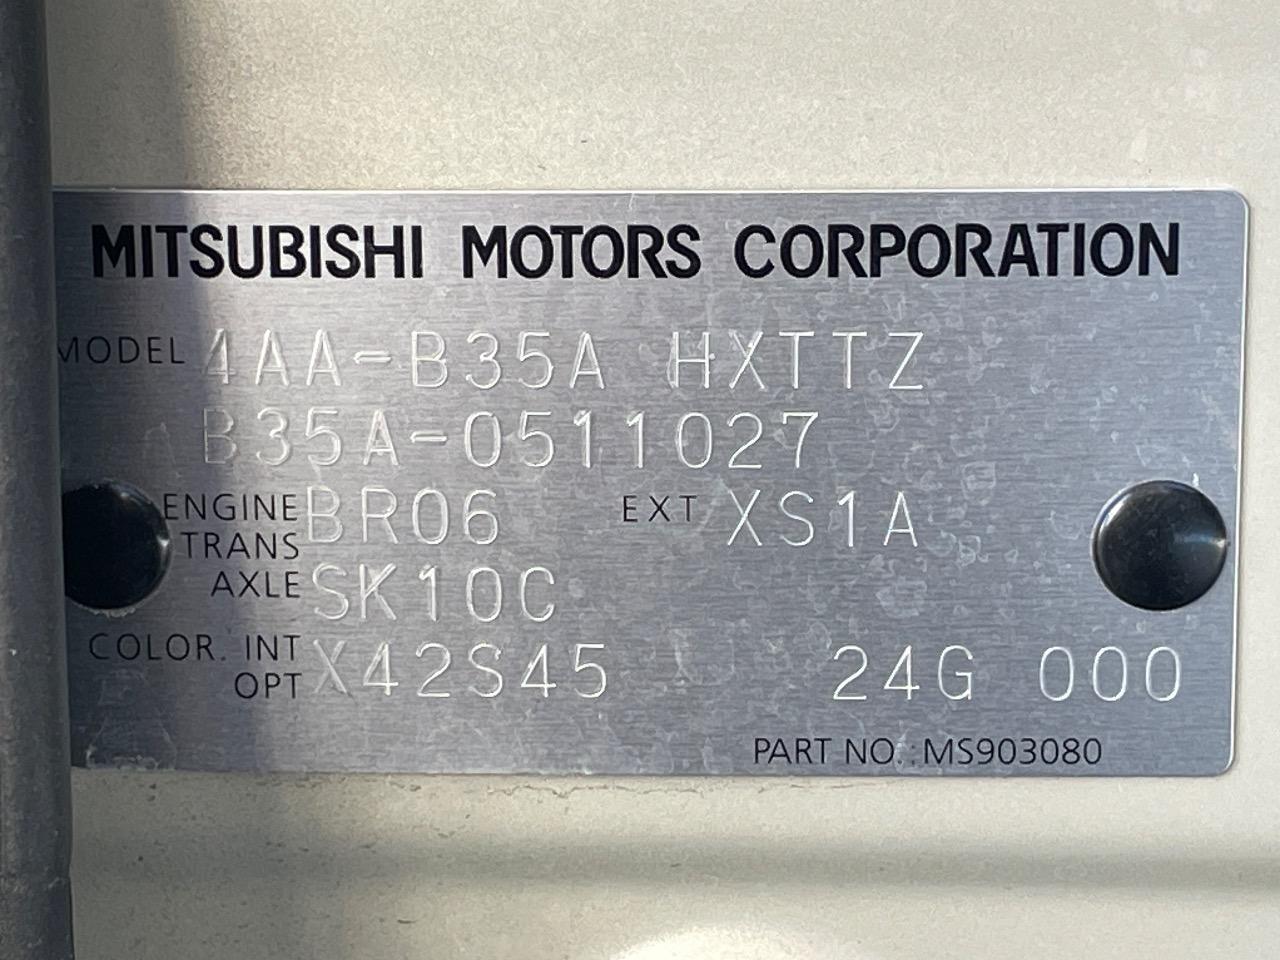 MITSUBISHI MOTORS CORPORATION
MODEL 4AA-B35A HXTTZ
B35A-0511027
ENGINE BR06 EXT XS1A
TRANS
AXLE SK10C
COLOR. INT X42S45 24G 000
OPT
PART NO.:MS903080